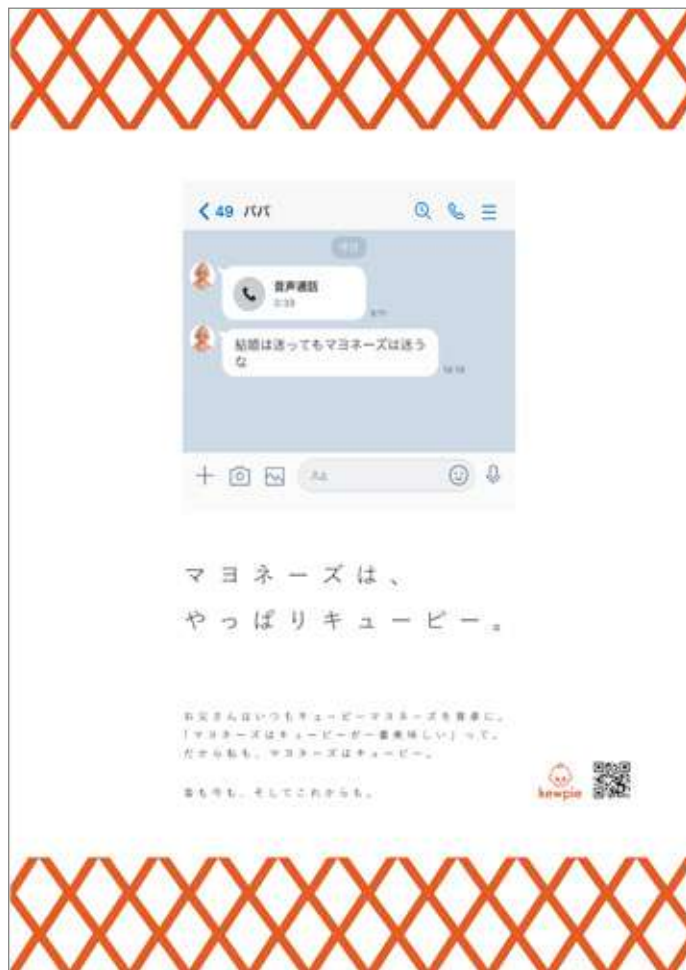 49 パパ
今日
音声通話
結婚は迷ってもマヨネーズは迷う
な
Aa
マヨネーズは、
やっぱりキューピー。
お父さんはいつもキューピーマヨネーズを食卓に。
「マヨネーズはキューピーが一番美味しい」って。
だから私も、マヨネーズはキューピー。
昔も今も、そしてこれからも。
kewpie